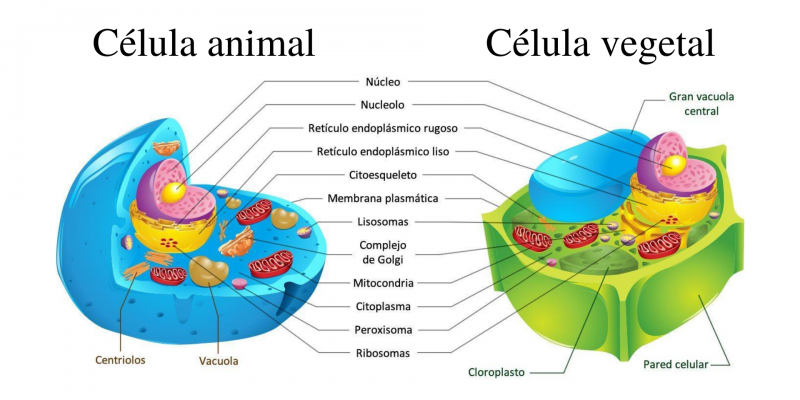 Célula animal
Célula vegetal
Núcleo
Nucleolo
Retículo endoplásmico rugoso
Retículo endoplásmico liso
Citoesqueleto
Membrana plasmática
Lisosomas
Complejo
de Golgi
Mitocondria
Citoplasma
Peroxisoma
Ribosomas
Centriolos
Vacuola
Gran vacuola
central
Cloroplasto
Pared celular